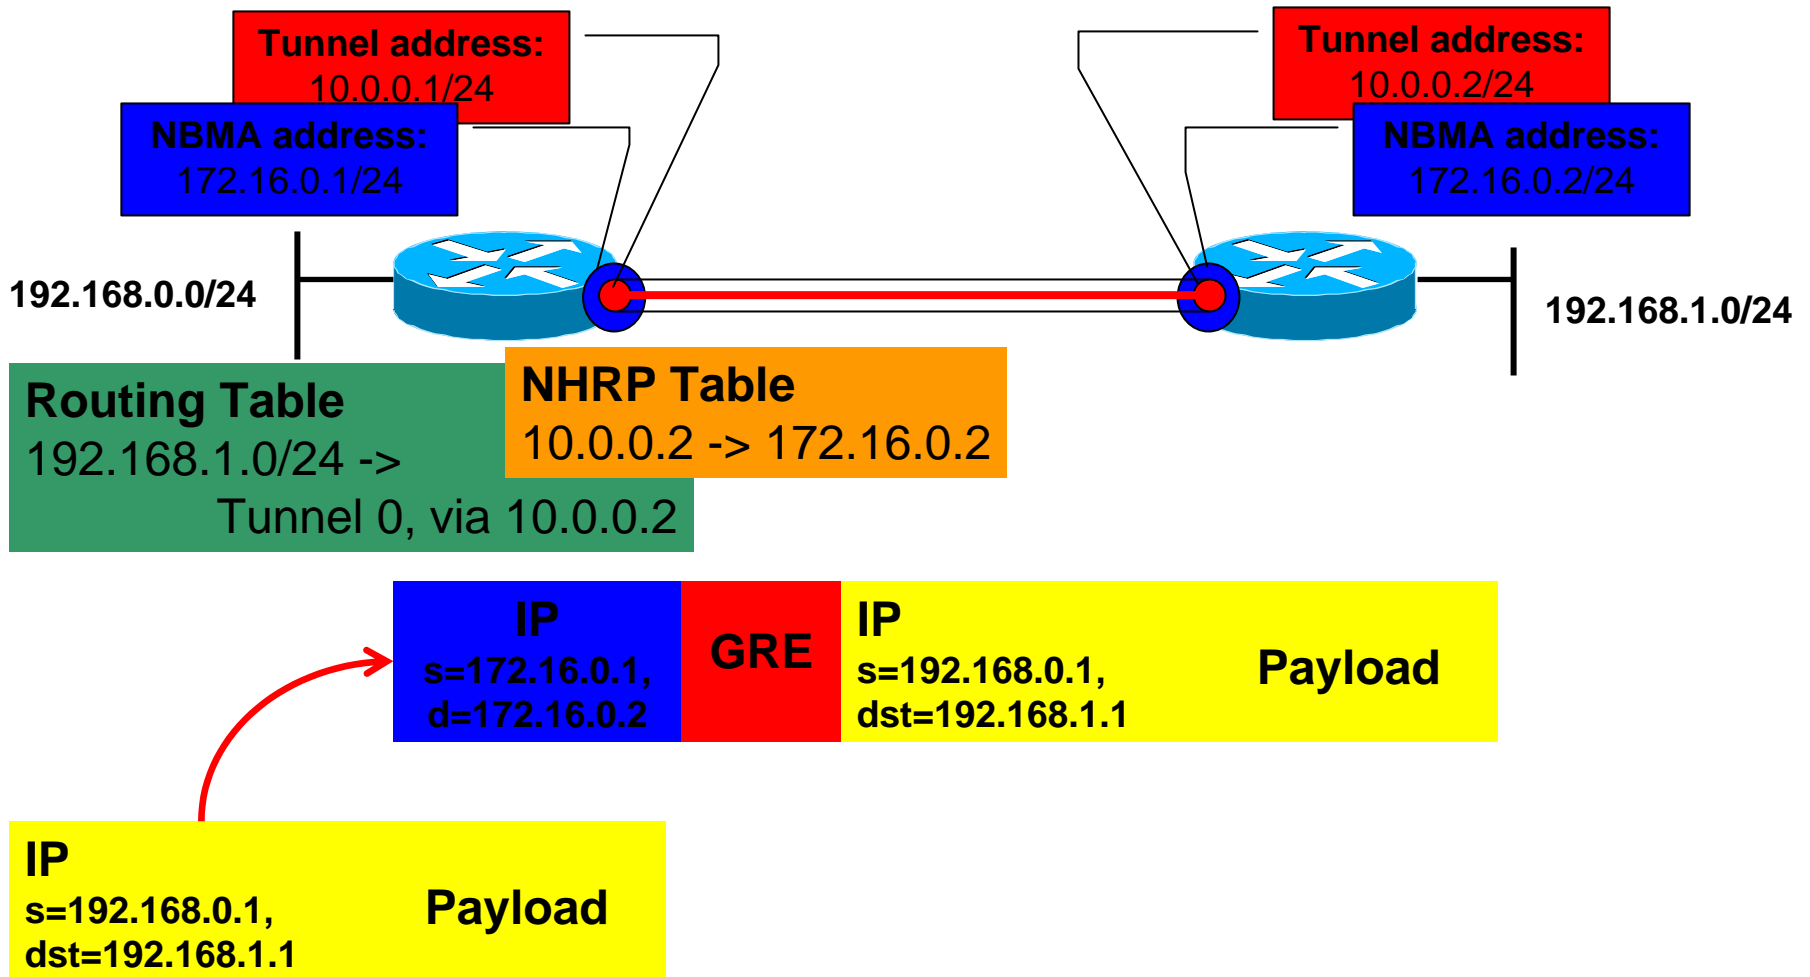 Tunnel address:
10.0.0.1/24
NBMA address:
172.16.0.1/24
Tunnel address:
10.0.0.2/24
NBMA address:
172.16.0.2/24
192.168.0.0/24
192.168.1.0/24
Routing Table
192.168.1.0/24 ->
Tunnel 0, via 10.0.0.2
NHRP Table
10.0.0.2 -> 172.16.0.2
IP
s=172.16.0.1,
d=172.16.0.2
GRE
IP
s=192.168.0.1,
dst=192.168.1.1
Payload
IP
s=192.168.0.1,
dst=192.168.1.1
Payload